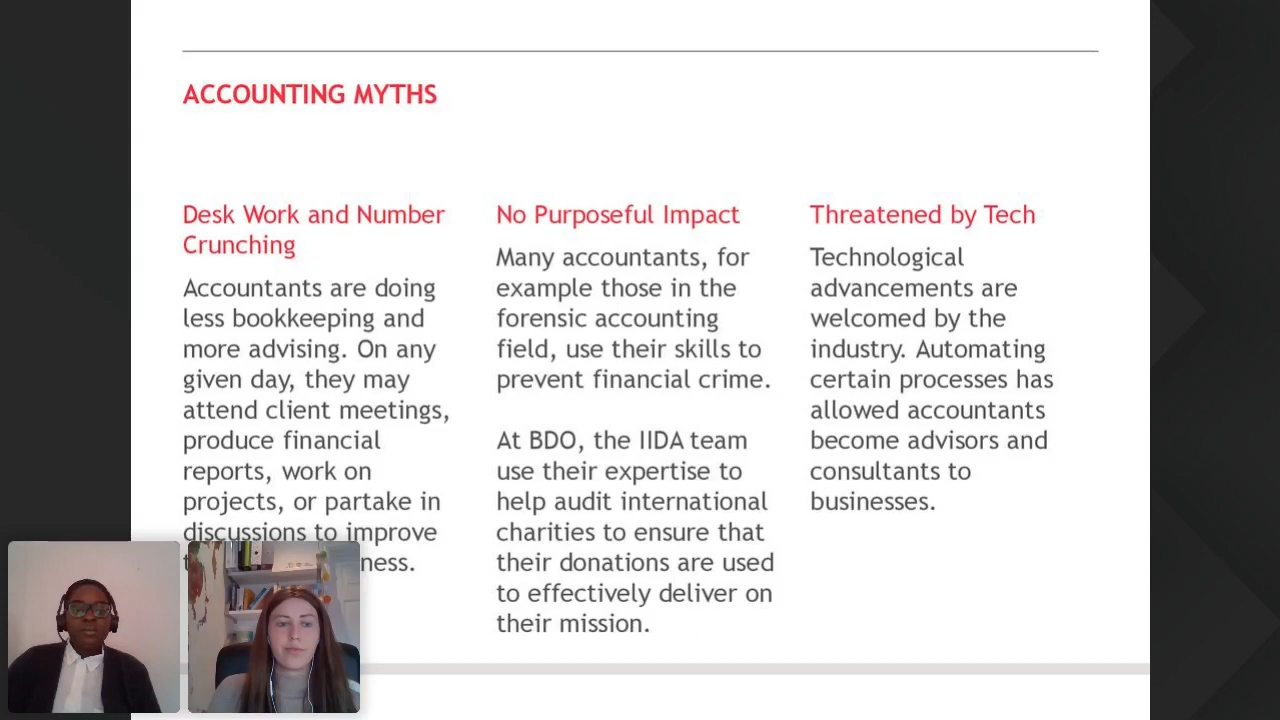 ACCOUNTING MYTHS
Desk Work and Number
Crunching
Accountants are doing
less bookkeeping and
more advising. On any
given day, they may
attend client meetings,
produce financial
reports, work on
projects, or partake in
discussions to improve
ness.
No Purposeful Impact
Many accountants, for
example those in the
forensic accounting
field, use their skills to
prevent financial crime.
At BDO, the IIDA team
use their expertise to
help audit international
charities to ensure that
their donations are used
to effectively deliver on
their mission.
Threatened by Tech
Technological
advancements are
welcomed by the
industry. Automating
certain processes has
allowed accountants
become advisors and
consultants to
businesses.